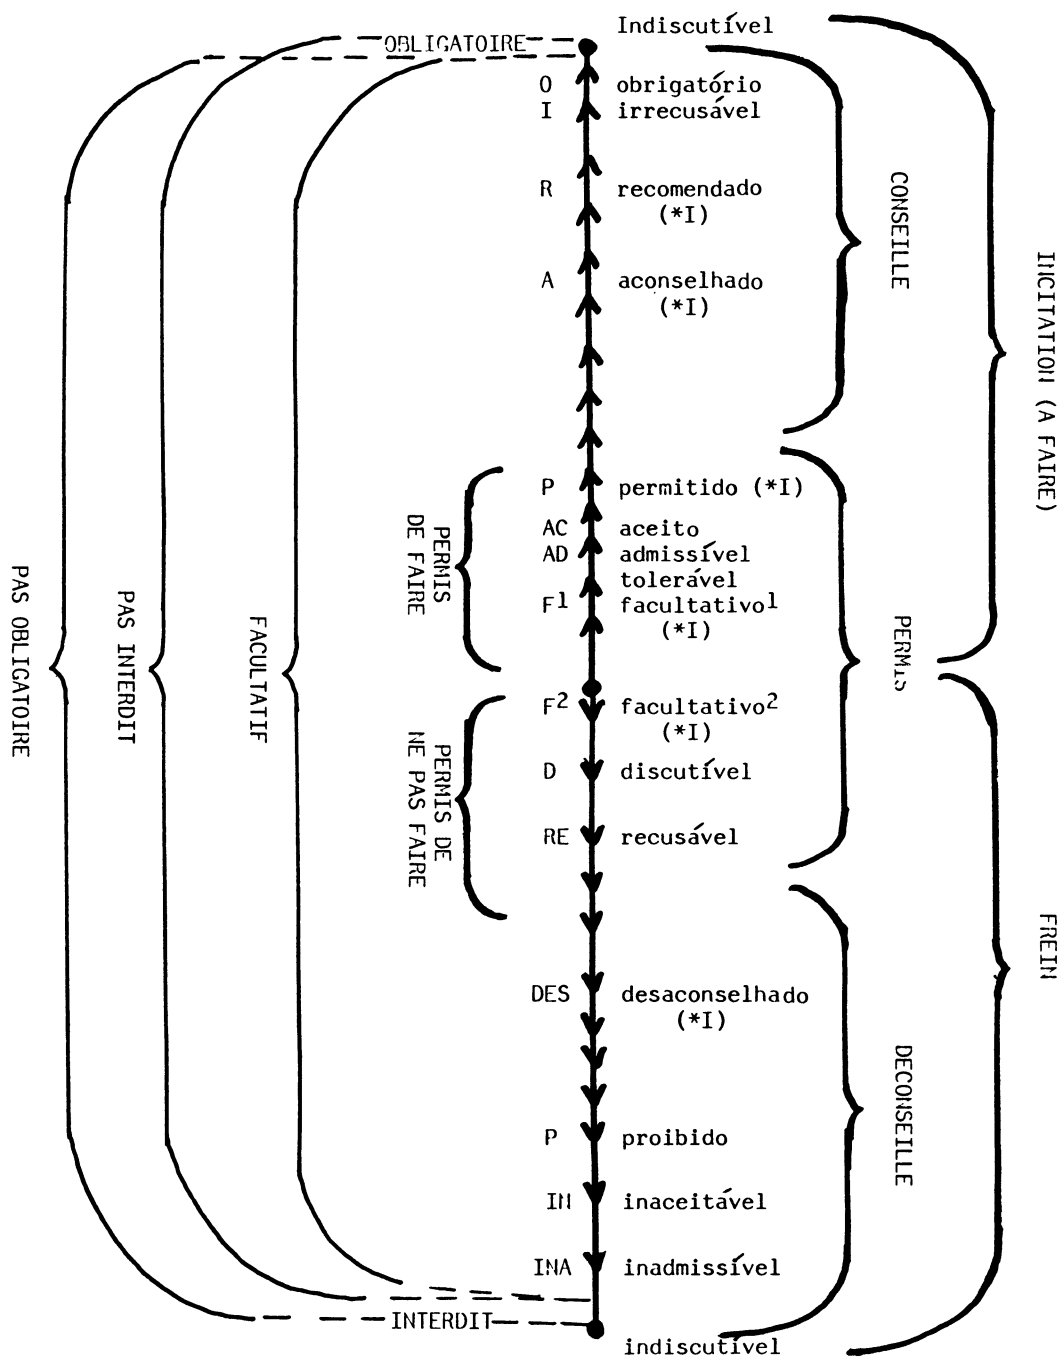 Indiscutível
OBLIGATOIRE
O obrigatório
I irrecusável
R recomendado
(*I)
A aconselhado
(*I)
P permitido (*I)
AC aceito
AD admissível
tolerável
F1 facultativo1
(*I)
F2 facultativo2
(*I)
D discutível
RE recusável
DES desaconselhado
(*I)
P proibido
IN inaceitável
INA inadmissível
INTERDIT
indiscutível
CONSEILLE
PERMIS
DECONSEILLE
INCITATION (A FAIRE)
FREIN
PERMIS
DE FAIRE
PERMIS DE
NE PAS FAIRE
FACULTATIF
PAS INTERDIT
PAS OBLIGATOIRE